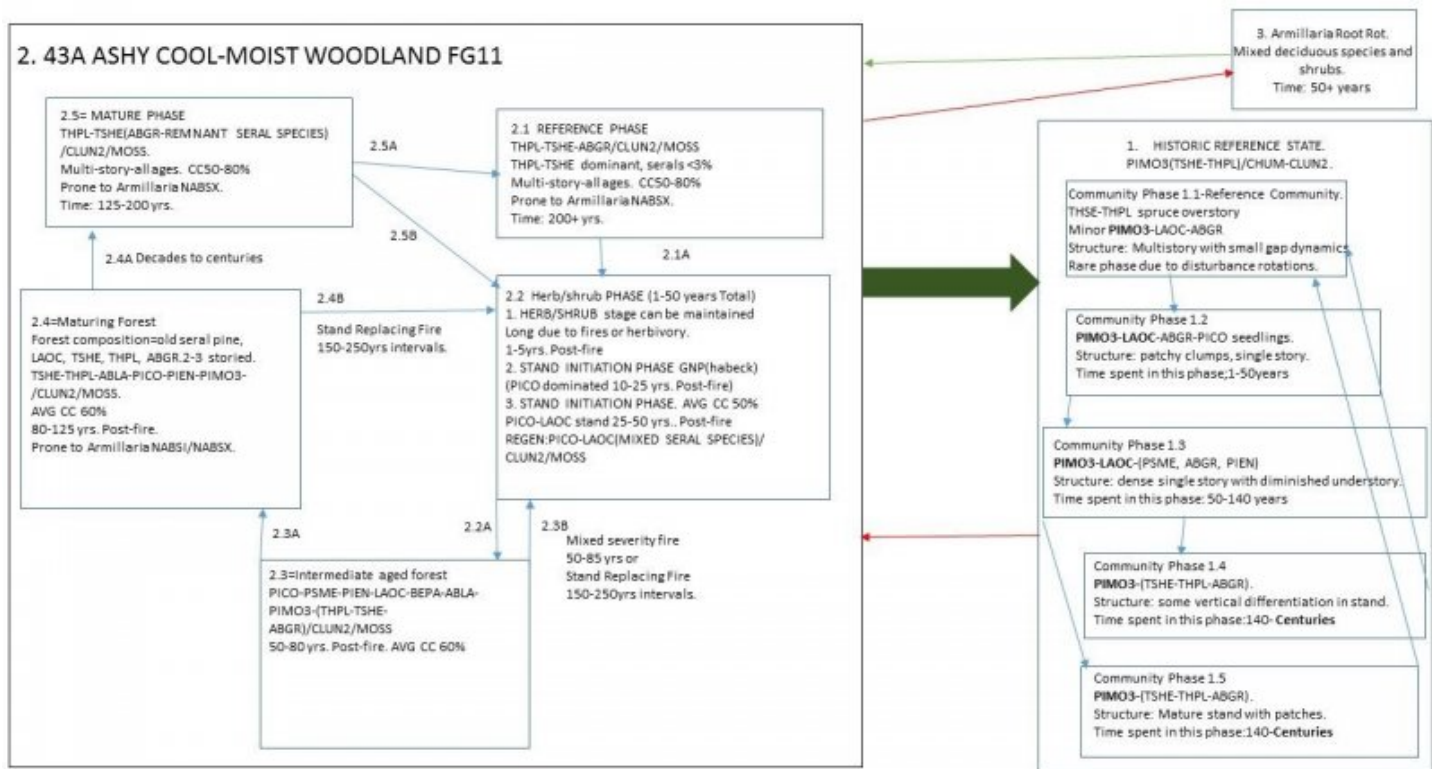 2. 43A ASHY COOL-MOIST WOODLAND FG11
2.5= MATURE PHASE
THPL-TSHE(ABGR-REMNANT SERAL SPECIES)
/CLUN2/MOSS.
Multi-story-allages. CC50-80%
Prone to Armillaria NABSX.
Time: 125-200 yrs.
2.5A
2.1 REFERENCE PHASE
THPL-TSHE-ABGR/CLUN2/MOSS
THPL-TSHE dominant, serals <3%
Multi-story-allages. CC50-80%
Prone to Armillaria NABSX.
Time: 200+ yrs.
2.5B
2.1A
2.4A Decades to centuries
2.4=Maturing Forest
Forest composition=old seral pine,
LAOC, TSHE, THPL, ABGR.2-3 storied.
TSHE-THPL-ABLA-PICO-PIEN-PIMO3-
/CLUN2/MOSS.
AVG CC 60%
80-125 yrs. Post-fire.
Prone to Armillaria NABSI/NABSX.
2.4B
Stand Replacing Fire
150-250yrs intervals.
2.2 Herb/shrub PHASE (1-50 years Total)
1. HERB/SHRUB stage can be maintained
Long due to fires or herbivory.
1-5yrs. Post-fire
2. STAND INITIATION PHASE GNP(habeck)
(PICO dominated 10-25 yrs. Post-fire)
3. STAND INITIATION PHASE. AVG CC 50%
PICO-LAOC stand 25-50 yrs.. Post-fire
REGEN:PICO-LAOC(MIXED SERAL SPECIES)/
CLUN2/MOSS
2.3A
2.2A
2.3B
Mixed severity fire
50-85 yrs or
Stand Replacing Fire
150-250yrs intervals.
2.3=Intermediate aged forest
PICO-PSME-PIEN-LAOC-BEPA-ABLA-
PIMO3-(THPL-TSHE-
ABGR)/CLUN2/MOSS
50-80 yrs. Post-fire. AVG CC 60%
3. Armillaria Root Rot.
Mixed deciduous species and
shrubs.
Time: 50+ years
1. HISTORIC REFERENCE STATE.
PIMO3(TSHE-THPL)/CHUM-CLUN2.
Community Phase 1.1-Reference Community.
THSE-THPL spruce overstory
Minor PIMO3-LAOC-ABGR
Structure: Multistory with small gap dynamics
Rare phase due to disturbance rotations.
Community Phase 1.2
PIMO3-LAOC-ABGR-PICO seedlings.
Structure: patchy clumps, single story.
Time spent in this phase;1-50years
Community Phase 1.3
PIMO3-LAOC-(PSME, ABGR, PIEN)
Structure: dense single story with diminished understory.
Time spent in this phase: 50-140 years
Community Phase 1.4
PIMO3-(TSHE-THPL-ABGR).
Structure: some vertical differentiation in stand.
Time spent in this phase:140- Centuries
Community Phase 1.5
PIMO3-(TSHE-THPL-ABGR).
Structure: Mature stand with patches.
Time spent in this phase:140-Centuries